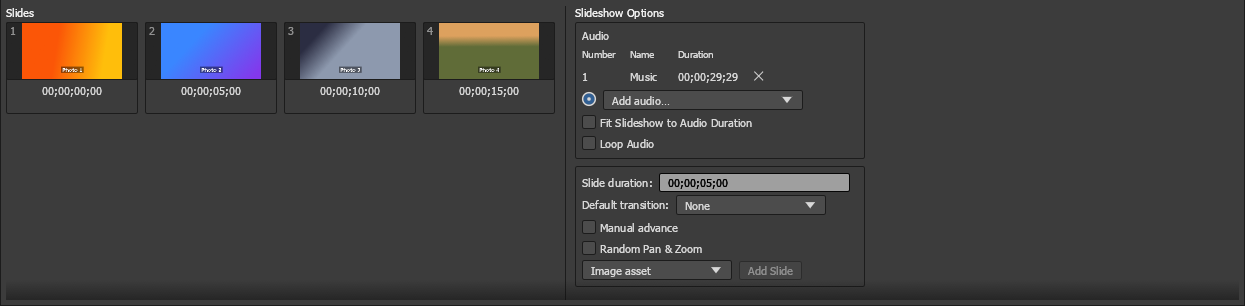 Slides
1
Photo 1
00;00;00;00
2
Photo 2
00;00;05;00
3
Photo 3
00;00;10;00
4
Photo 4
00;00;15;00
Slideshow Options
Audio
Number Name Duration
1 Music 00;00;29;29
Add audio...
Fit Slideshow to Audio Duration
Loop Audio
Slide duration: 00;00;05;00
Default transition: None
Manual advance
Random Pan & Zoom
Image asset Add Slide